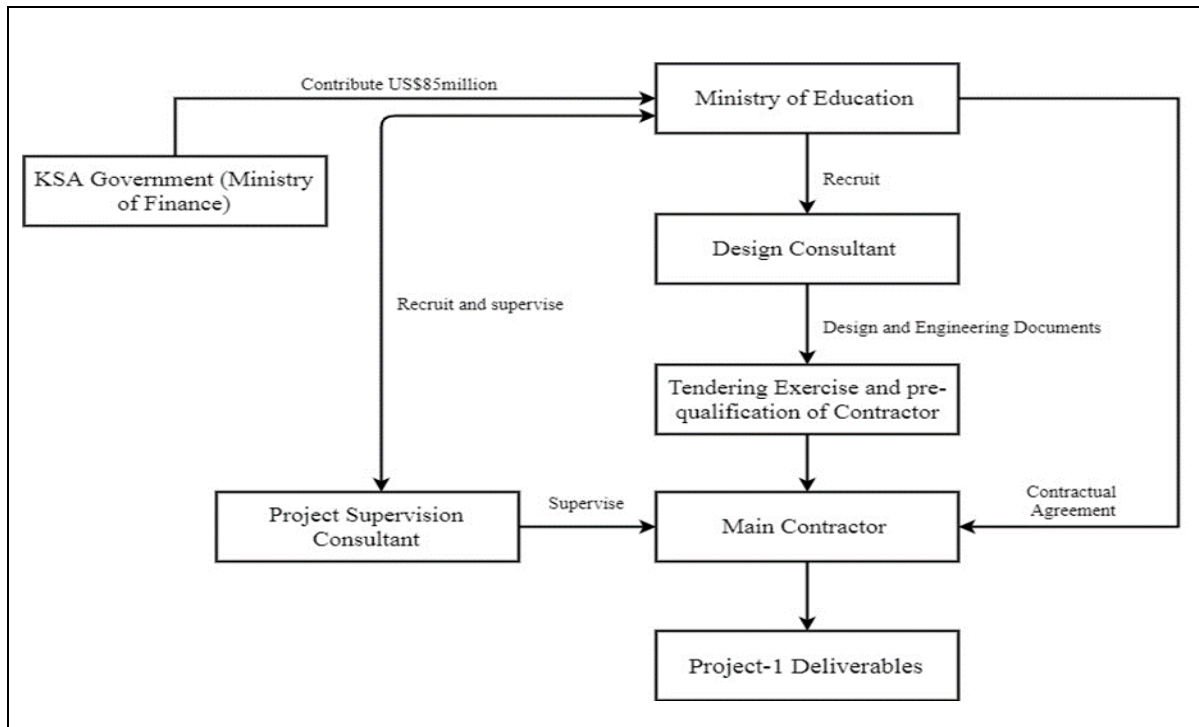 Contribute US$85million
Ministry of Education
KSA Government (Ministry
of Finance)
Recruit
Design Consultant
Recruit and supervise
Design and Engineering Documents
Tendering Exercise and pre-
qualification of Contractor
Project Supervision
Consultant
Supervise
Main Contractor
Contractual
Agreement
Project-1 Deliverables